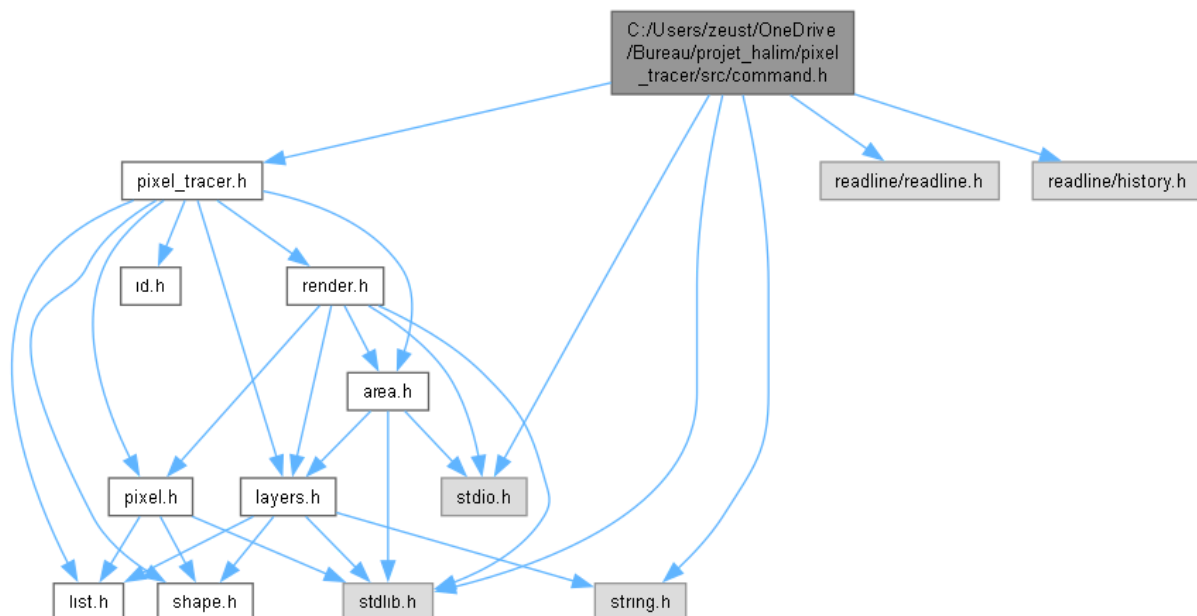 C:/Users/zeust/OneDrive
/Bureau/projet_halim/pixel
_tracer/src/command.h
pixel_tracer.h
readline/readline.h
readline/history.h
id.h
render.h
area.h
pixel.h
layers.h
stdio.h
list.h
shape.h
stdlib.h
string.h